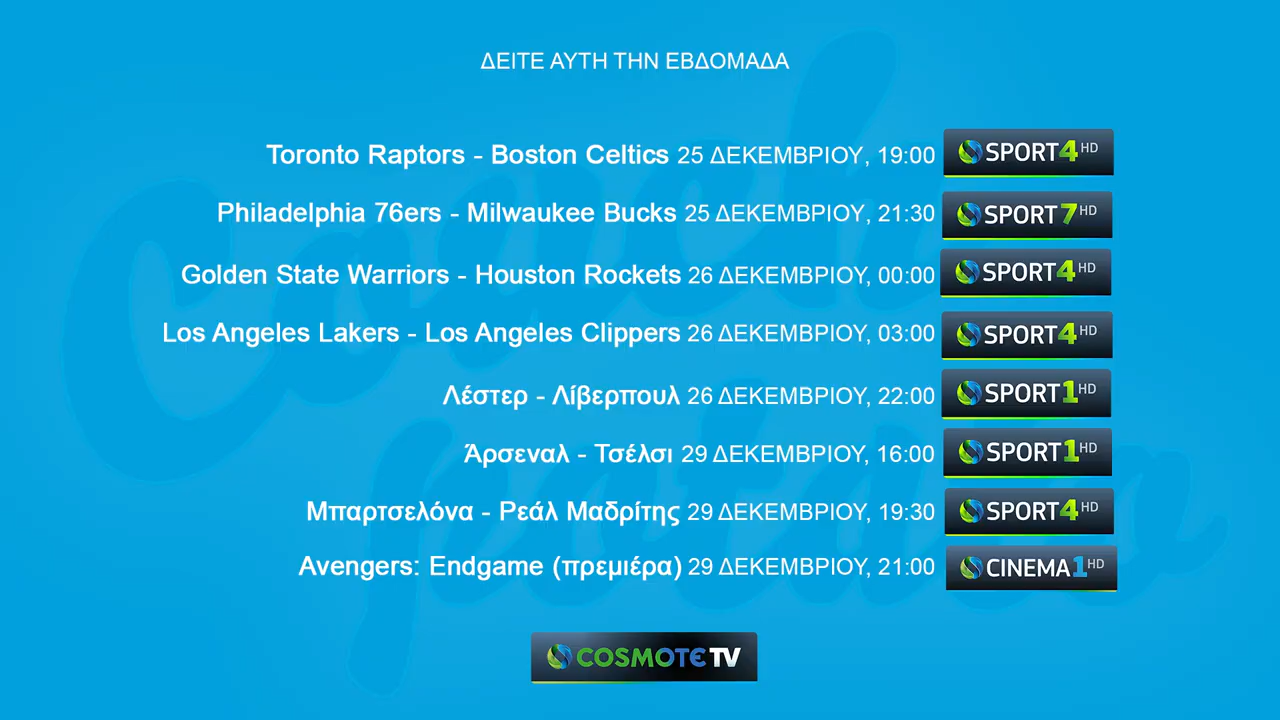 ΔΕΙΤΕ ΑΥΤΗ ΤΗΝ ΕΒΔΟΜΑΔΑ
Toronto Raptors - Boston Celtics 25 ΔΕΚΕΜΒΡΙΟΥ, 19:00 SPORT4HD
Philadelphia 76ers - Milwaukee Bucks 25 ΔΕΚΕΜΒΡΙΟΥ, 21:30 SPORT7HD
Golden State Warriors - Houston Rockets 26 ΔΕΚΕΜΒΡΙΟΥ, 00:00 SPORT4HD
Los Angeles Lakers - Los Angeles Clippers 26 ΔΕΚΕΜΒΡΙΟΥ, 03:00 SPORT4HD
Λέστερ - Λίβερπουλ 26 ΔΕΚΕΜΒΡΙΟΥ, 22:00 SPORT1HD
Άρσεναλ - Τσέλσι 29 ΔΕΚΕΜΒΡΙΟΥ, 16:00 SPORT1HD
Μπαρτσελόνα - Ρεάλ Μαδρίτης 29 ΔΕΚΕΜΒΡΙΟΥ, 19:30 SPORT4HD
Avengers: Endgame (πρεμιέρα) 29 ΔΕΚΕΜΒΡΙΟΥ, 21:00 CINEMA1HD
COSMOTE TV